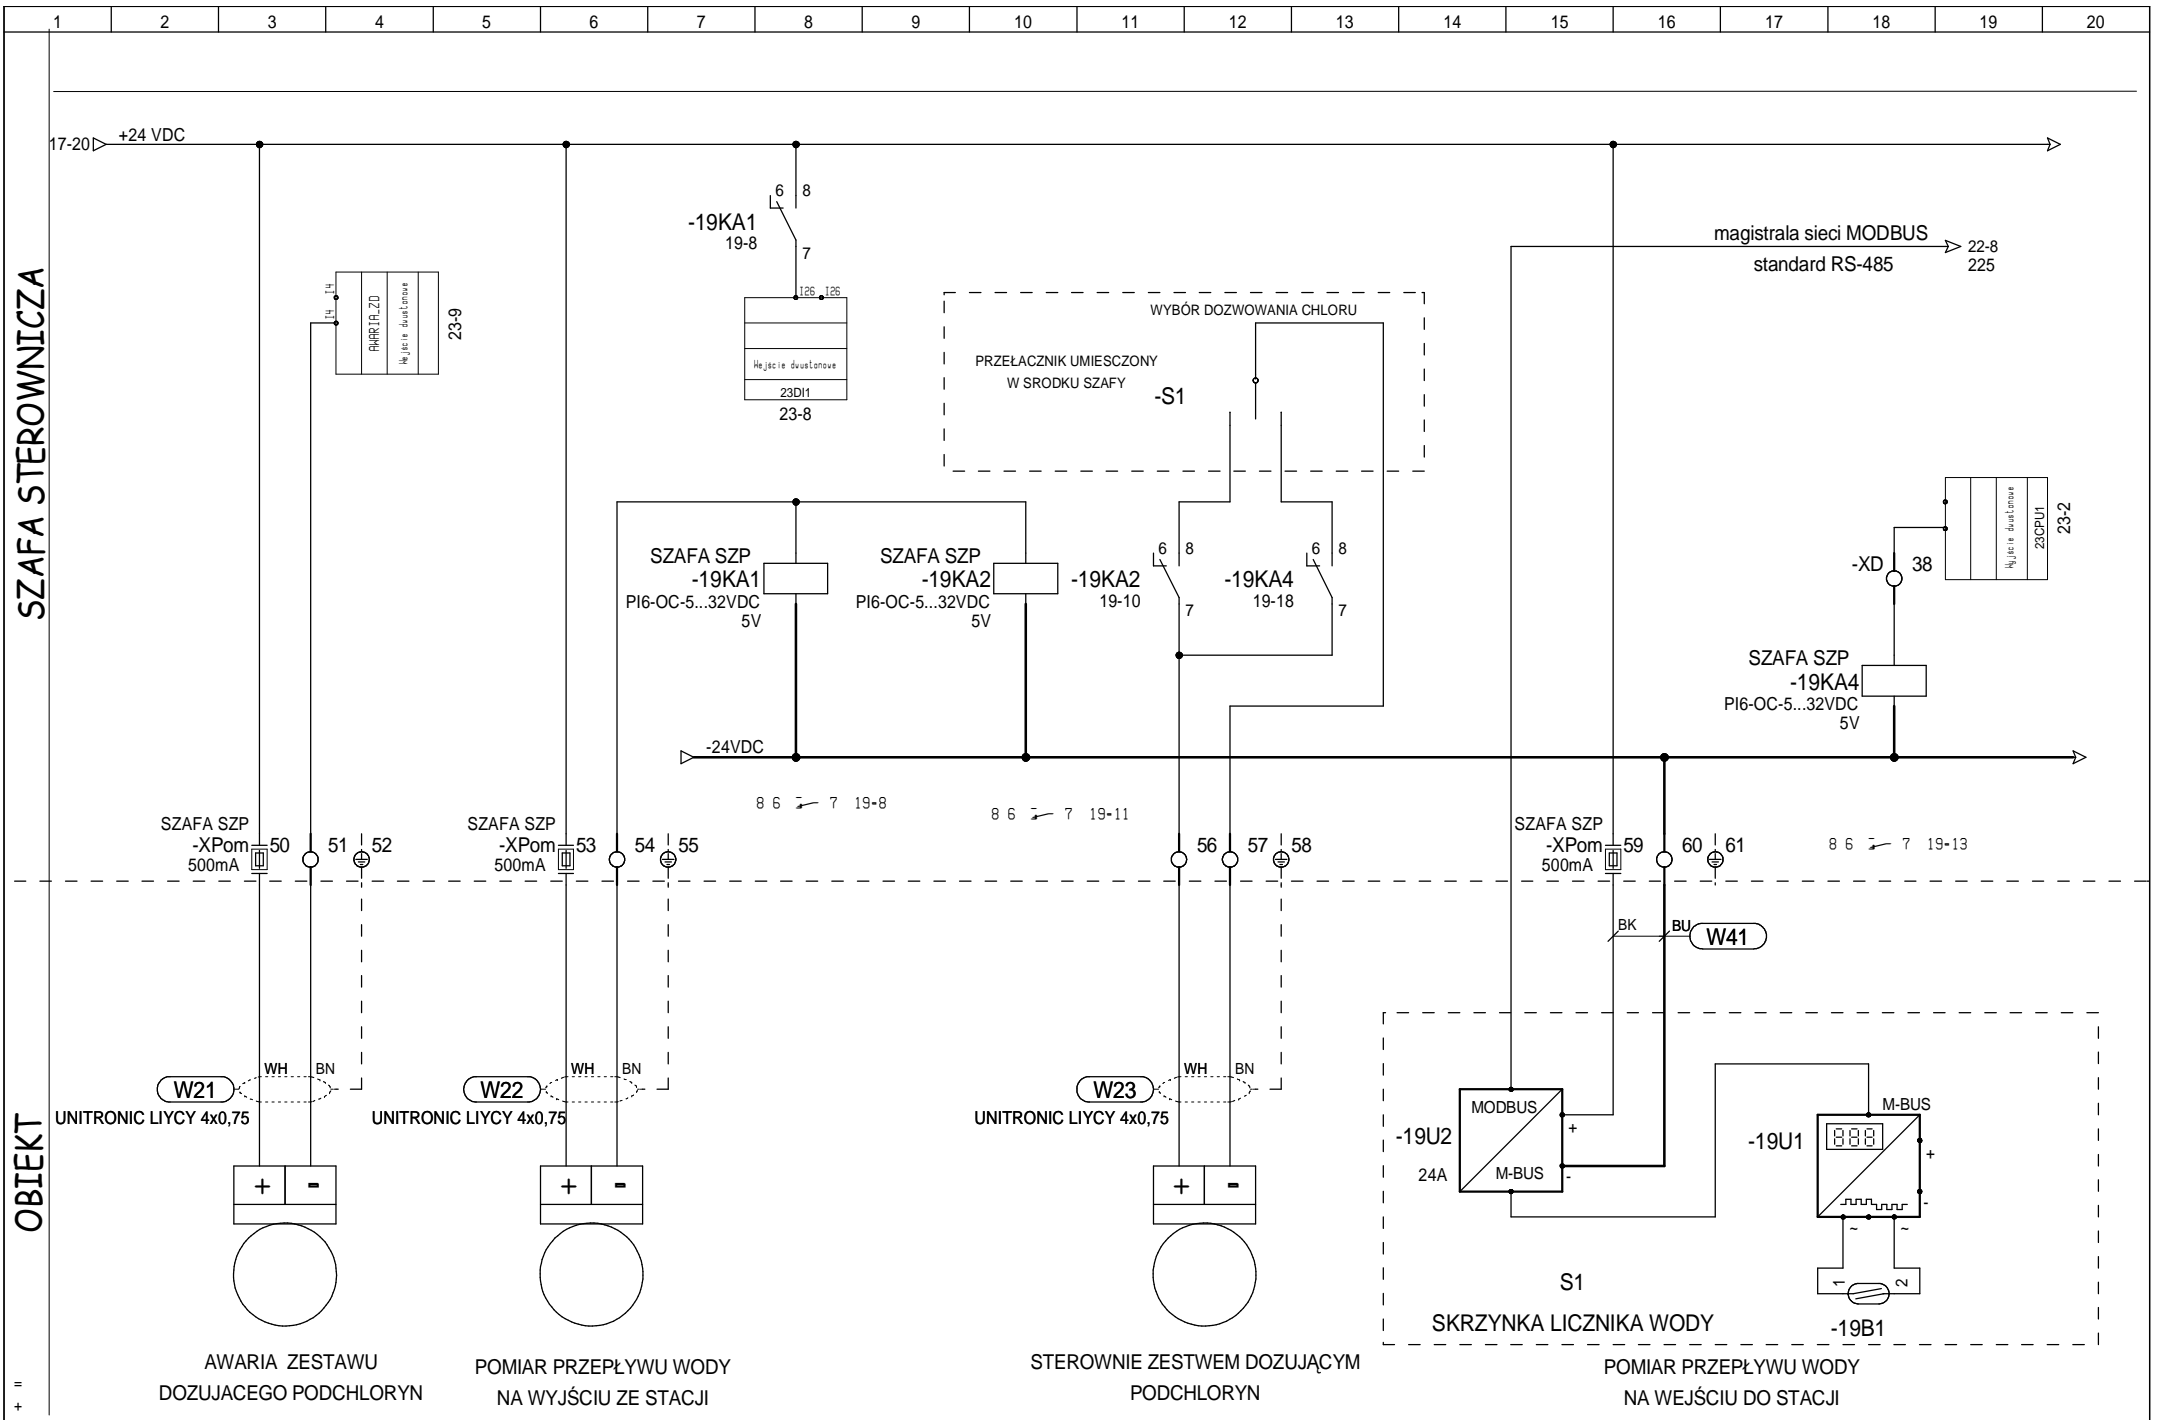 1 2 3 4 5 6 7 8 9 10 11 12 13 14 15 16 17 18 19 20
SZAFA STEROWNICZA
OBIEKT
=
+
17-20
+24 VDC
I4 I4
AWARIA_ZD
Wejście dwustanowe
23-9
6 8
-19KA1
19-8
7
I26 I26
Wejście dwustanowe
23DI1
23-8
WYBÓR DOZWOWANIA CHLORU
PRZEŁACZNIK UMIESCZONY
W SRODKU SZAFY
-S1
magistrala sieci MODBUS
standard RS-485
22-8
225
SZAFA SZP
-19KA1
PI6-OC-5...32VDC
5V
SZAFA SZP
-19KA2
PI6-OC-5...32VDC
5V
6 8
-19KA2
19-10
7
6 8
-19KA4
19-18
7
Wyjście dwustanowe
23CPU1
23-2
-XD 38
SZAFA SZP
-19KA4
PI6-OC-5...32VDC
5V
-24VDC
8 6 7 19-8
8 6 7 19-11
8 6 7 19-13
SZAFA SZP
-XPom
500mA
50 51 52
SZAFA SZP
-XPom
500mA
53 54 55
56 57 58
SZAFA SZP
-XPom
500mA
59 60 61
BK BU
W41
WH BN
W21
UNITRONIC LIYCY 4x0,75
+ -
WH BN
W22
UNITRONIC LIYCY 4x0,75
+ -
WH BN
W23
UNITRONIC LIYCY 4x0,75
+ -
MODBUS
M-BUS
+
-
-19U2
24A
-19U1
888
M-BUS
+
-
~ ~
1 2
-19B1
S1
SKRZYNKA LICZNIKA WODY
AWARIA ZESTAWU
DOZUJACEGO PODCHLORYN
POMIAR PRZEPŁYWU WODY
NA WYJŚCIU ZE STACJI
STEROWNIE ZESTWEM DOZUJĄCYM
PODCHLORYN
POMIAR PRZEPŁYWU WODY
NA WEJŚCIU DO STACJI